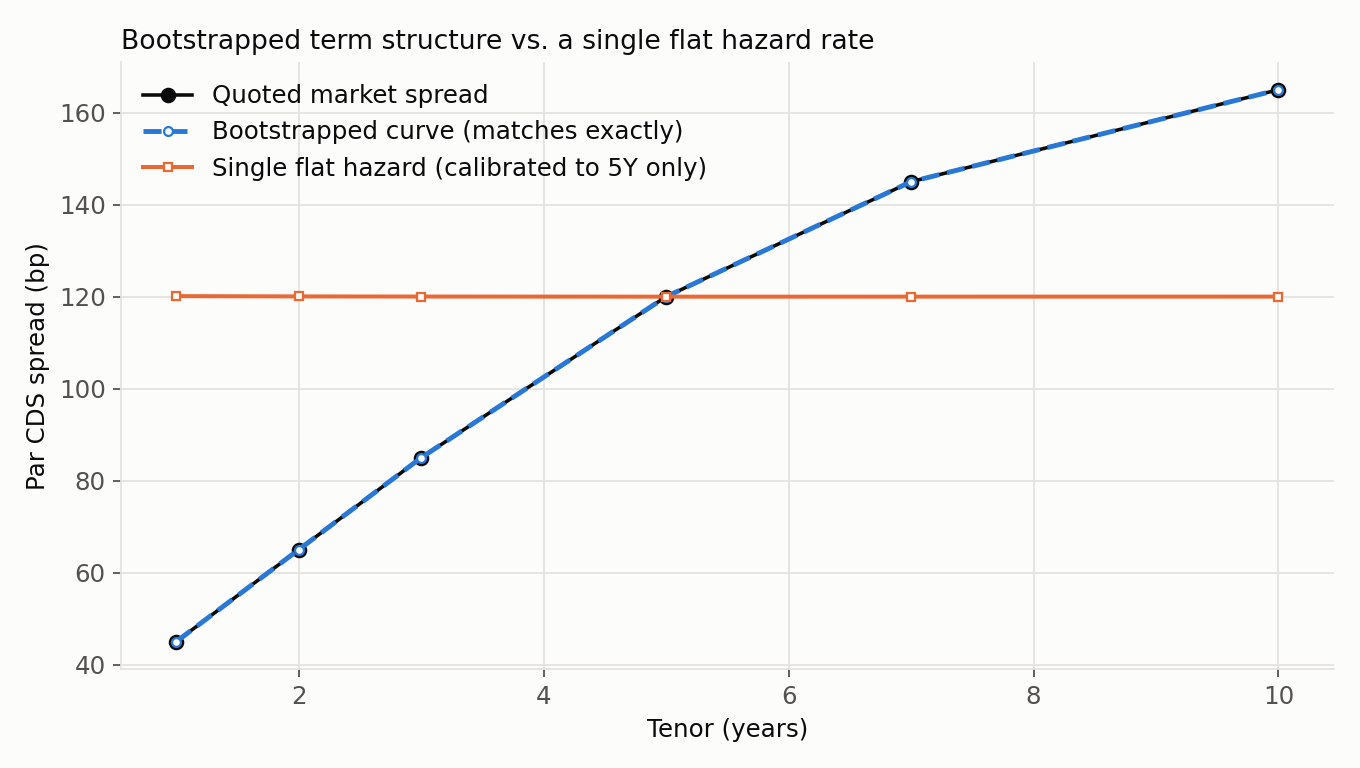 Bootstrapped term structure vs. a single flat hazard rate
Quoted market spread
Bootstrapped curve (matches exactly)
Single flat hazard (calibrated to 5Y only)
Par CDS spread (bp)
160
140
120
100
80
60
40
2 4 6 8 10
Tenor (years)